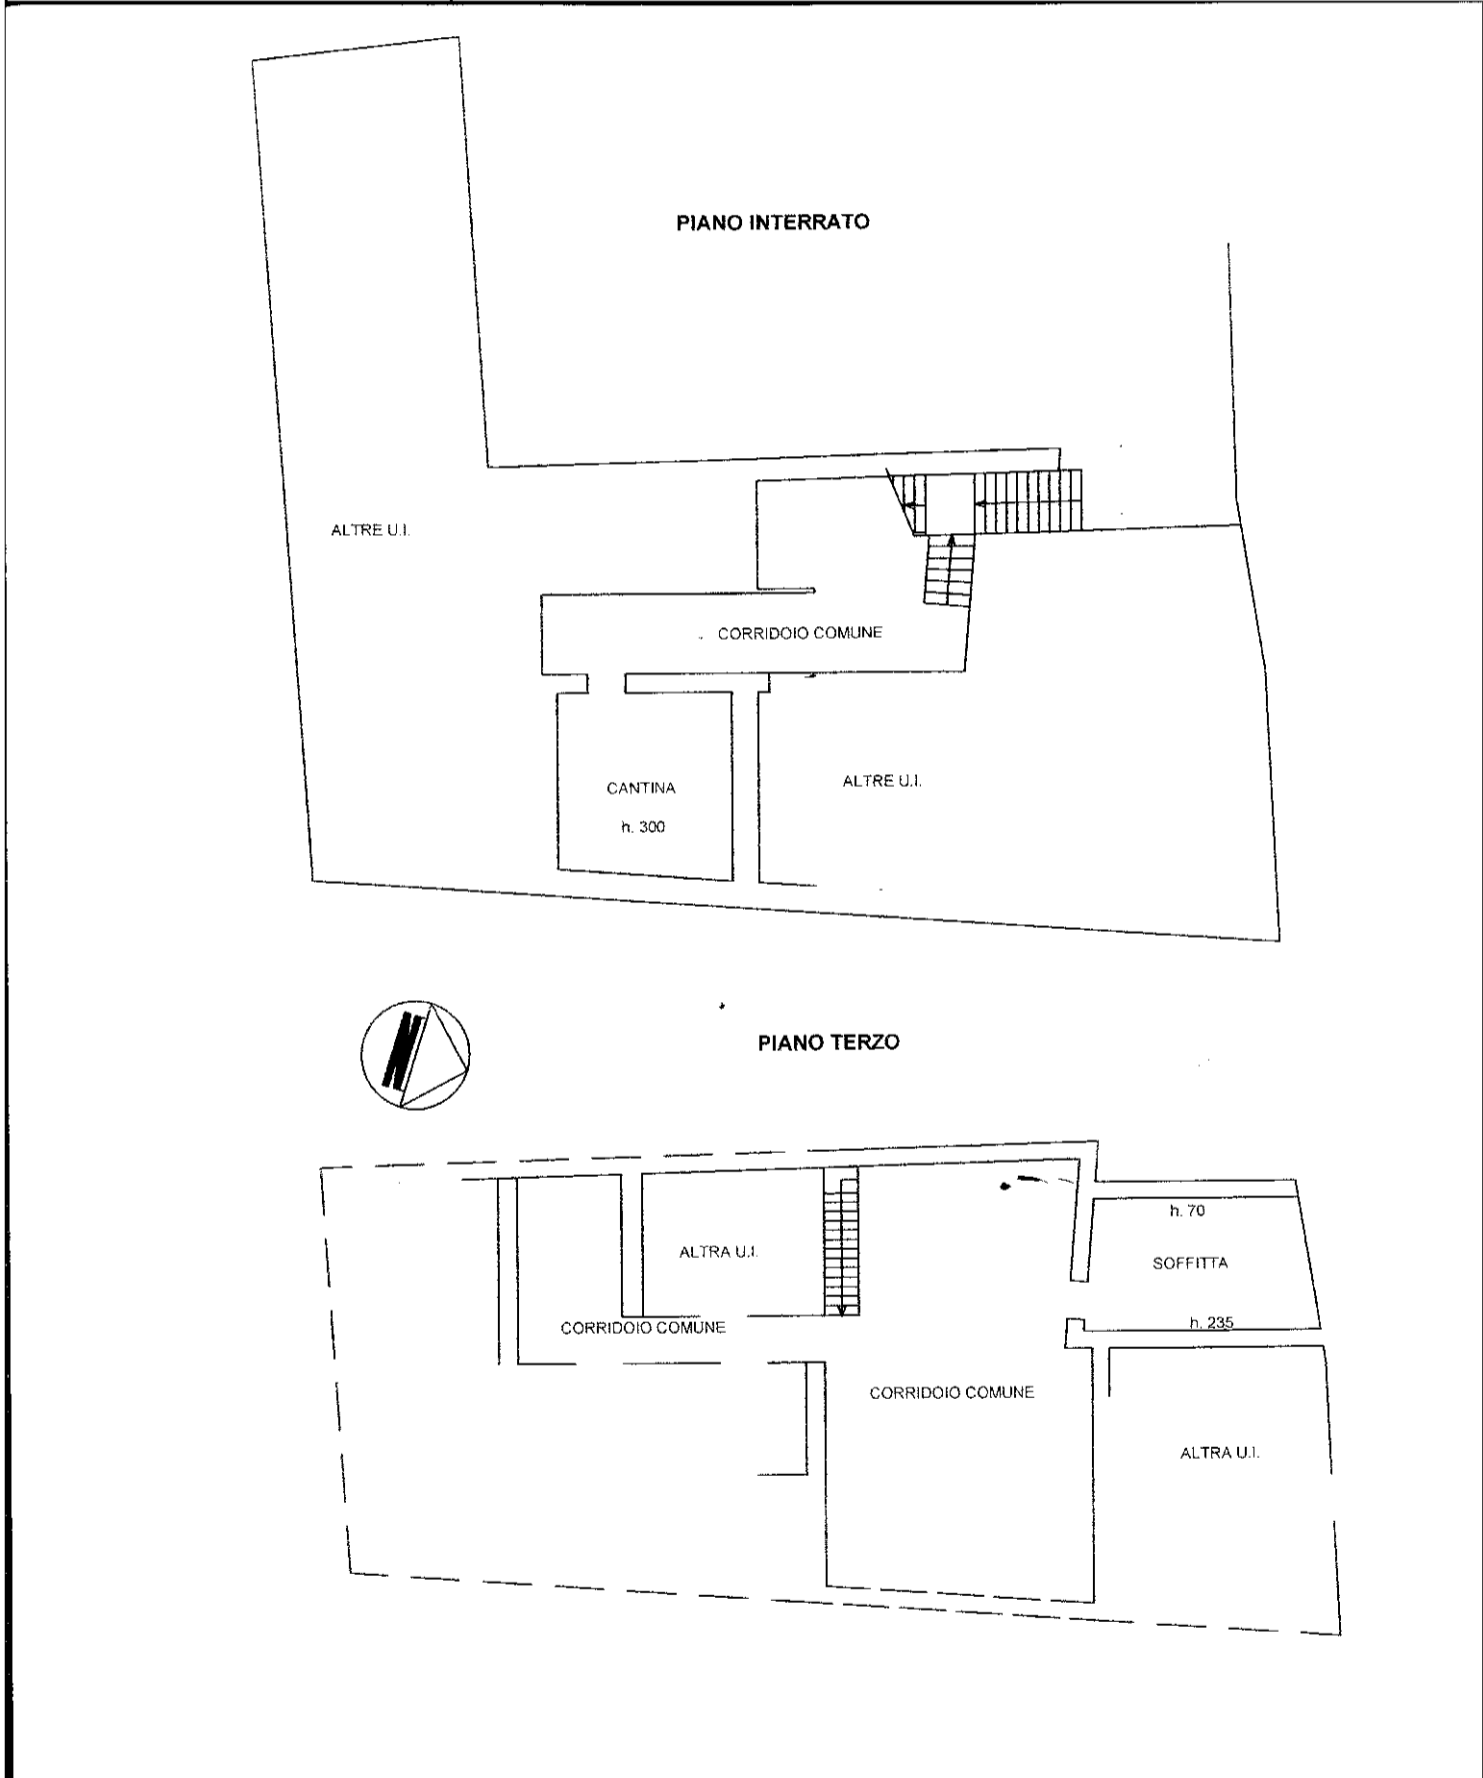 PIANO INTERRATO
ALTRE U.I.
CORRIDOIO COMUNE
CANTINA
h. 300
ALTRE U.I.
N
PIANO TERZO
h. 70
ALTRA U.I.
SOFFITTA
h. 235
CORRIDOIO COMUNE
CORRIDOIO COMUNE
ALTRA U.I.